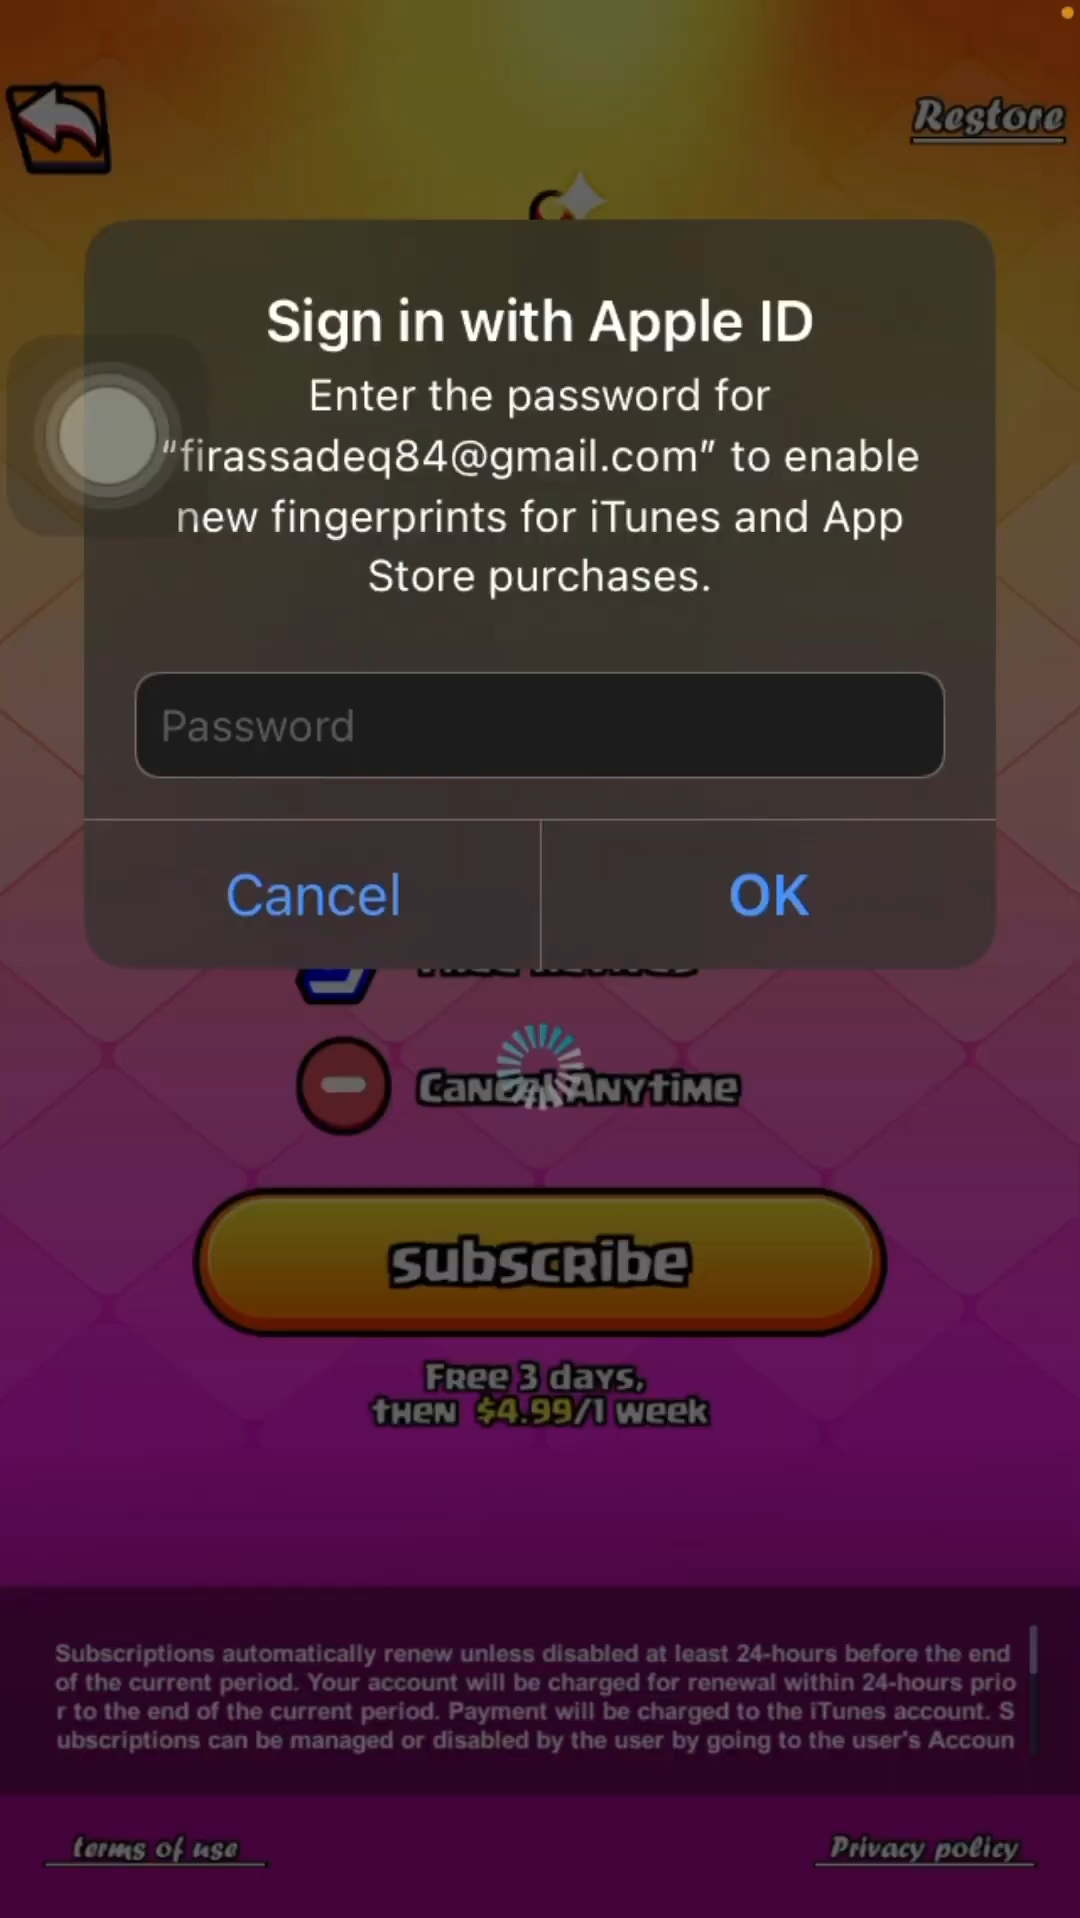 Restore
Sign in with Apple ID
Enter the password for
“firassadeq84@gmail.com” to enable
new fingerprints for iTunes and App
Store purchases.
Password
Cancel
OK
Cancel Anytime
subscribe
Free 3 days,
then $4.99/1 week
Subscriptions automatically renew unless disabled at least 24-hours before the end
of the current period. Your account will be charged for renewal within 24-hours prio
r to the end of the current period. Payment will be charged to the iTunes account. S
ubscriptions can be managed or disabled by the user by going to the user's Accoun
terms of use
Privacy policy